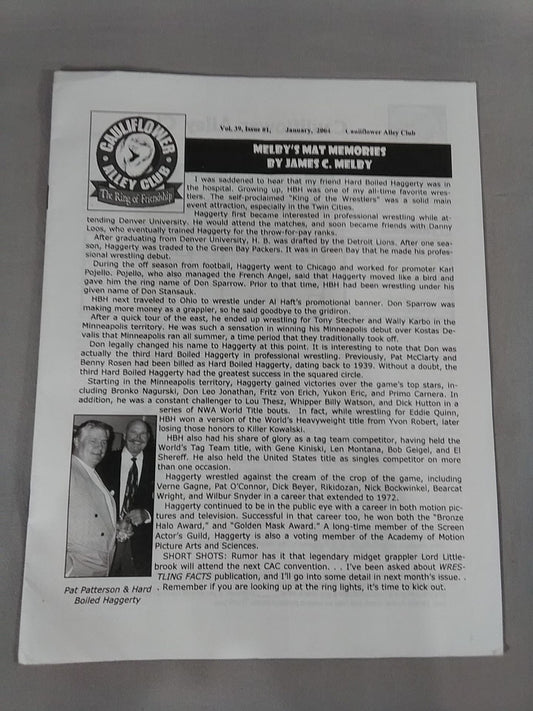 CAULIFLOWER
ALLEY CLUB
The Ring of Friendship
Vol. 39, Issue #1, January, 2004 Cauliflower Alley Club
MELBY'S MAT MEMORIES
BY JAMES C. MELBY
I was saddened to hear that my friend Hard Boiled Haggerty was in
the hospital. Growing up, HBH was one of my all-time favorite wres-
tlers. The self-proclaimed "King of the Wrestlers" was a solid main
event attraction, especially in the Twin Cities.
Haggerty first became interested in professional wrestling while at-
tending Denver University. He would attend the matches, and soon became friends with Danny
Loos, who eventually trained Haggerty for the throw-for-pay ranks.
After graduating from Denver University, H. B. was drafted by the Detroit Lions. After one sea-
son, Haggerty was traded to the Green Bay Packers. It was in Green Bay that he made his profes-
sional wrestling debut.
During the off season from football, Haggerty went to Chicago and worked for promoter Karl
Pojello. Pojello, who also managed the French Angel, said that Haggerty moved like a bird and
gave him the ring name of Don Sparrow. Prior to that time, HBH had been wrestling under his
given name of Don Stansauk.
HBH next traveled to Ohio to wrestle under Al Haft's promotional banner. Don Sparrow was
making more money as a grappler, so he said goodbye to the gridiron.
After a quick tour of the east, he ended up wrestling for Tony Stecher and Wally Karbo in the
Minneapolis territory. He was such a sensation in winning his Minneapolis debut over Kostas De-
valis that Minneapolis ran all summer, a time period that they traditionally took off.
Don legally changed his name to Haggerty at this point. It is interesting to note that Don was
actually the third Hard Boiled Haggerty in professional wrestling. Previously, Pat McClarty and
Benny Rosen had been billed as Hard Boiled Haggerty, dating back to 1939. Without a doubt, the
third Hard Boiled Haggerty had the greatest success in the squared circle.
Starting in the Minneapolis territory, Haggerty gained victories over the game's top stars, in-
cluding Bronko Nagurski, Don Leo Jonathan, Fritz von Erich, Yukon Eric, and Primo Carnera. In
addition, he was a constant challenger to Lou Thesz, Whipper Billy Watson, and Dick Hutton in a
series of NWA World Title bouts. In fact, while wrestling for Eddie Quinn,
HBH won a version of the World's Heavyweight title from Yvon Robert, later
losing those honors to Killer Kowalski.
HBH also had his share of glory as a tag team competitor, having held the
World's Tag Team title, with Gene Kiniski, Len Montana, Bob Geigel, and El
Shereff. He also held the United States title as singles competitor on more
than one occasion.
Haggerty wrestled against the cream of the crop of the game, including
Verne Gagne, Pat O'Connor, Dick Beyer, Rikidozan, Nick Bockwinkel, Bearcat
Wright, and Wilbur Snyder in a career that extended to 1972.
Haggerty continued to be in the public eye with a career in both motion pic-
tures and television. Successful in that career too, he won both the "Bronze
Halo Award," and "Golden Mask Award." A long-time member of the Screen
Actor's Guild, Haggerty is also a voting member of the Academy of Motion
Picture Arts and Sciences.
SHORT SHOTS: Rumor has it that legendary midget grappler Lord Little-
brook will attend the next CAC convention. . . I've been asked about WRES-
TLING FACTS publication, and I'll go into some detail in next month's issue. .
. Remember if you are looking up at the ring lights, it's time to kick out.
Pat Patterson & Hard
Boiled Haggerty